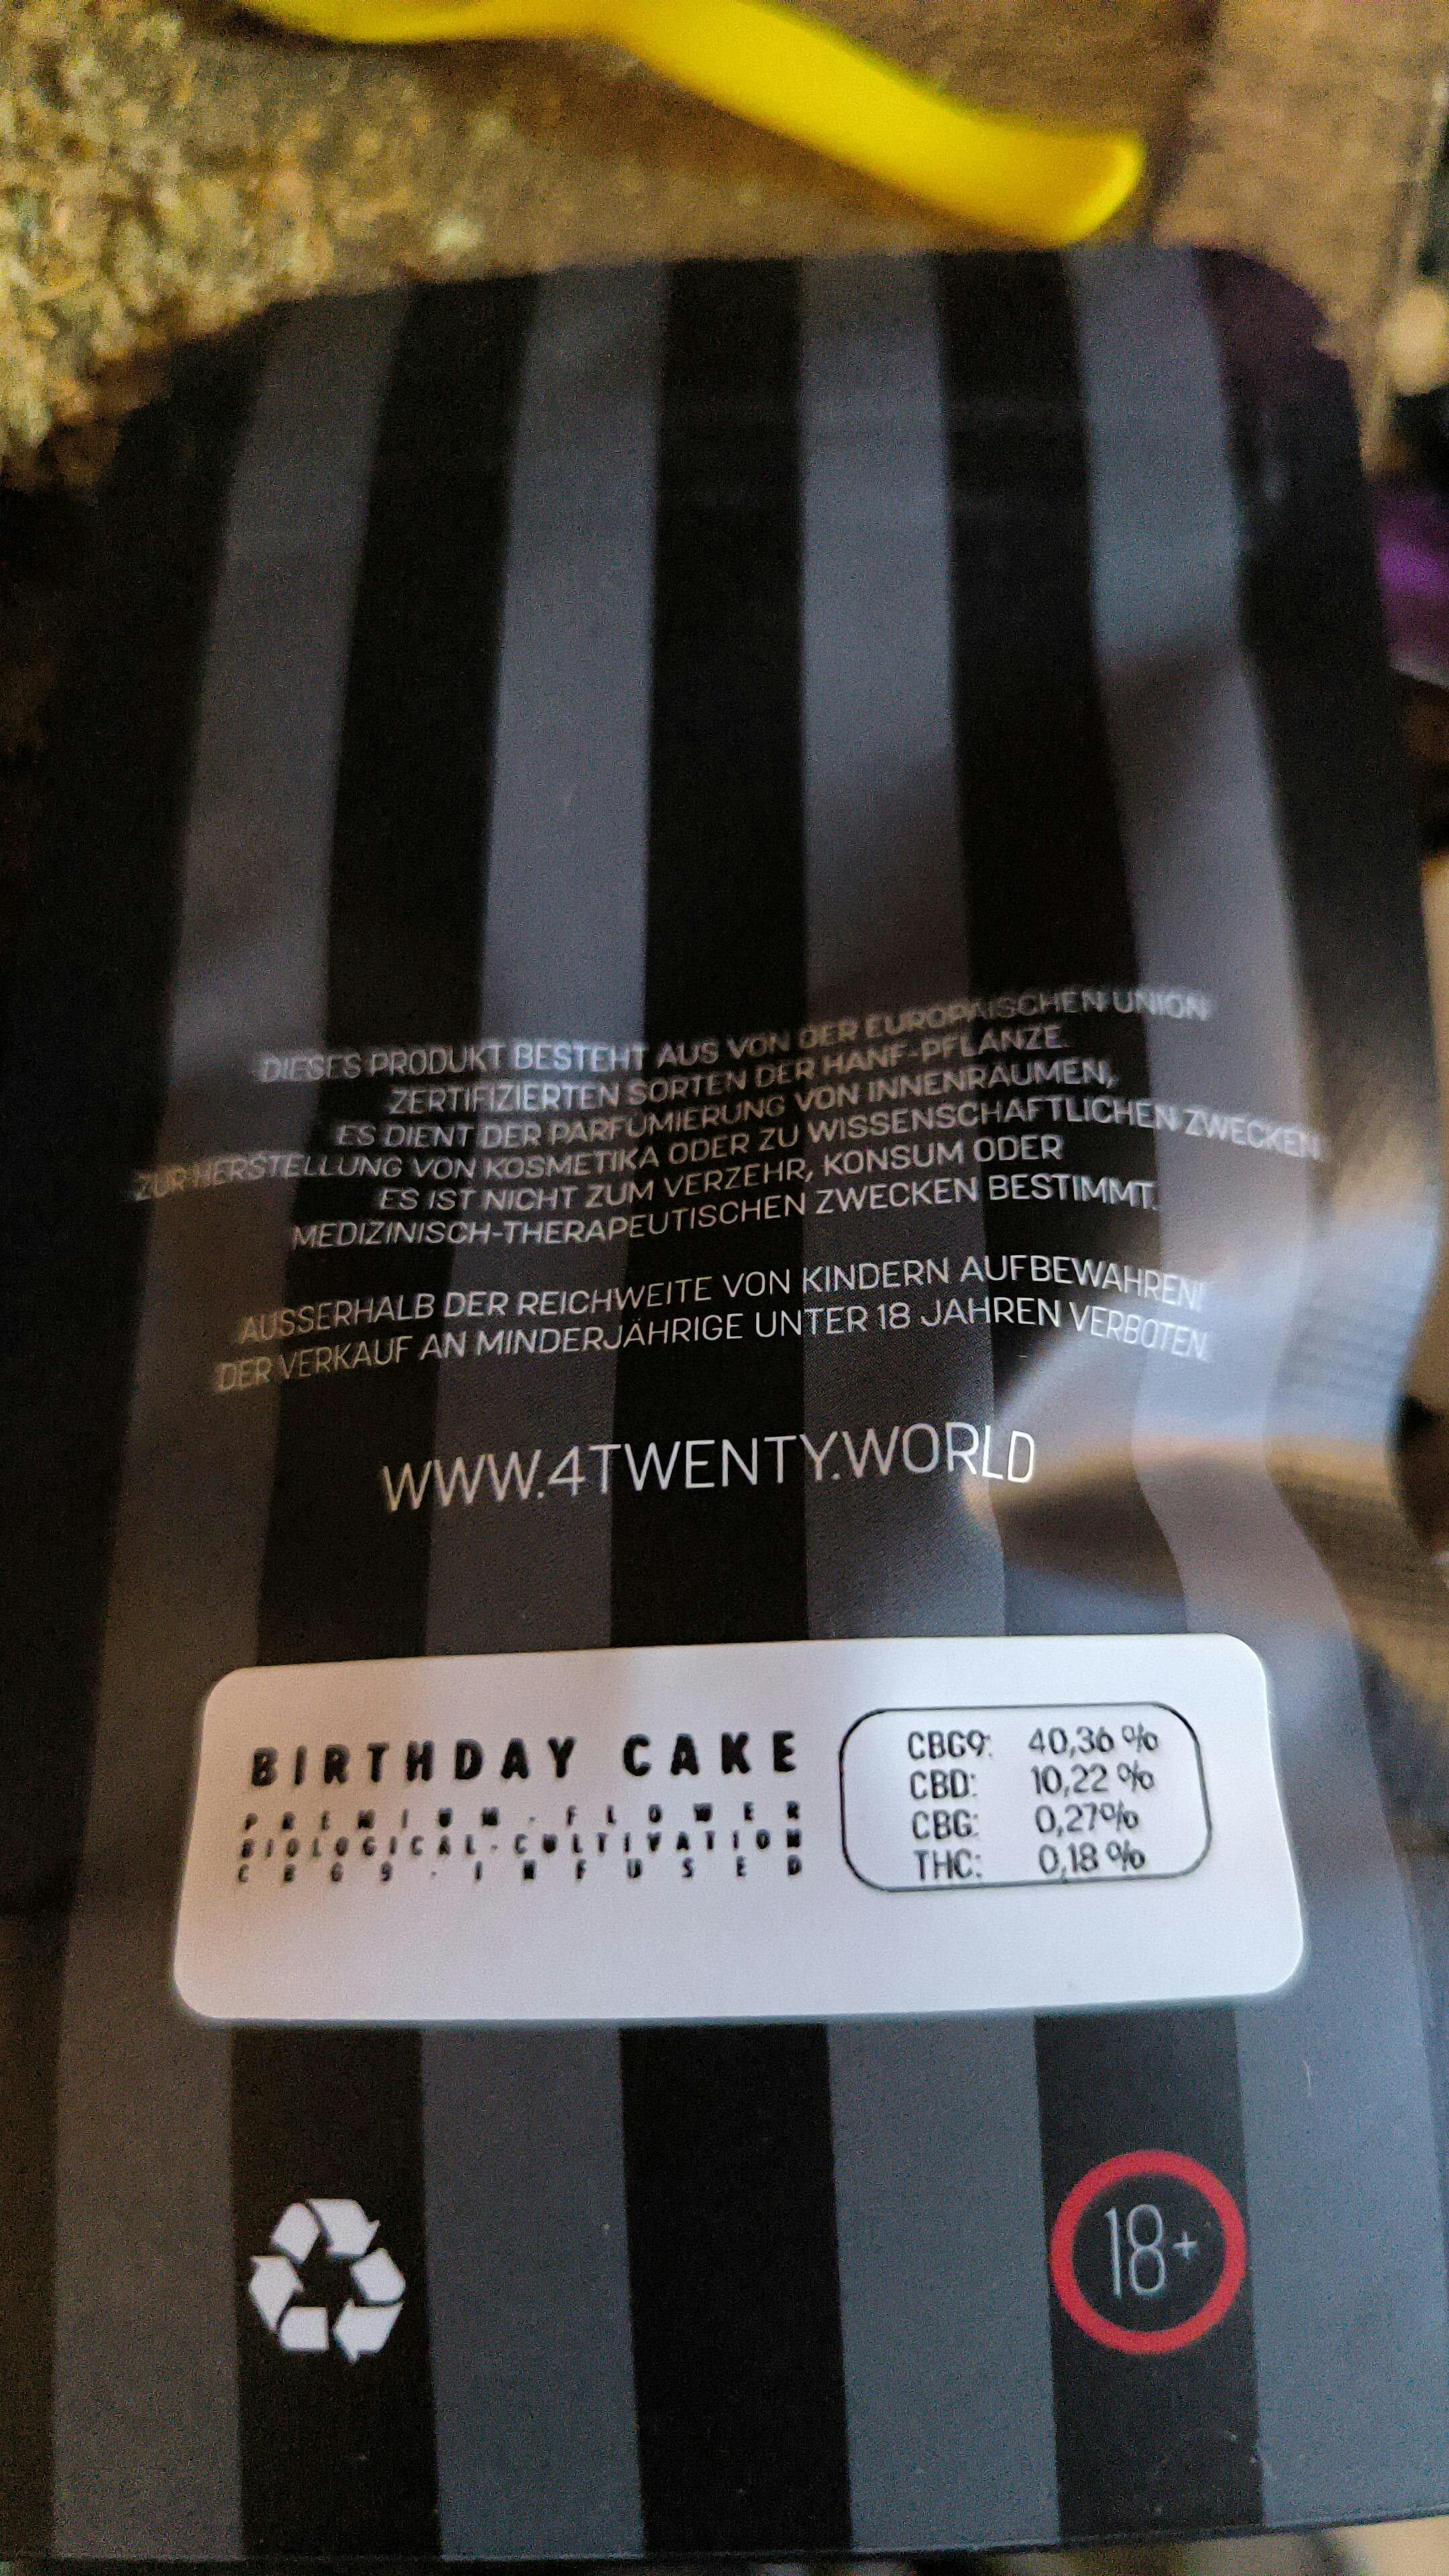 DIESES PRODUKT BESTEHT AUS VON DER EUROPÄISCHEN UNION
ZERTIFIZIERTEN SORTEN DER HANF-PFLANZE.
ES DIENT DER PARFÜMIERUNG VON INNENRÄUMEN,
ZUR HERSTELLUNG VON KOSMETIKA ODER ZU WISSENSCHAFTLICHEN ZWECKEN
ES IST NICHT ZUM VERZEHR, KONSUM ODER
MEDIZINISCH-THERAPEUTISCHEN ZWECKEN BESTIMMT.
AUSSERHALB DER REICHWEITE VON KINDERN AUFBEWAHREN!
DER VERKAUF AN MINDERJÄHRIGE UNTER 18 JAHREN VERBOTEN.
WWW.4TWENTY.WORLD
BIRTHDAY CAKE
PREMIUM-FLOWER
BIOLOGICAL-CULTIVATION
CBG9-INFUSED
CBG9: 40,36 %
CBD: 10,22 %
CBG: 0,27%
THC: 0,18 %
18+